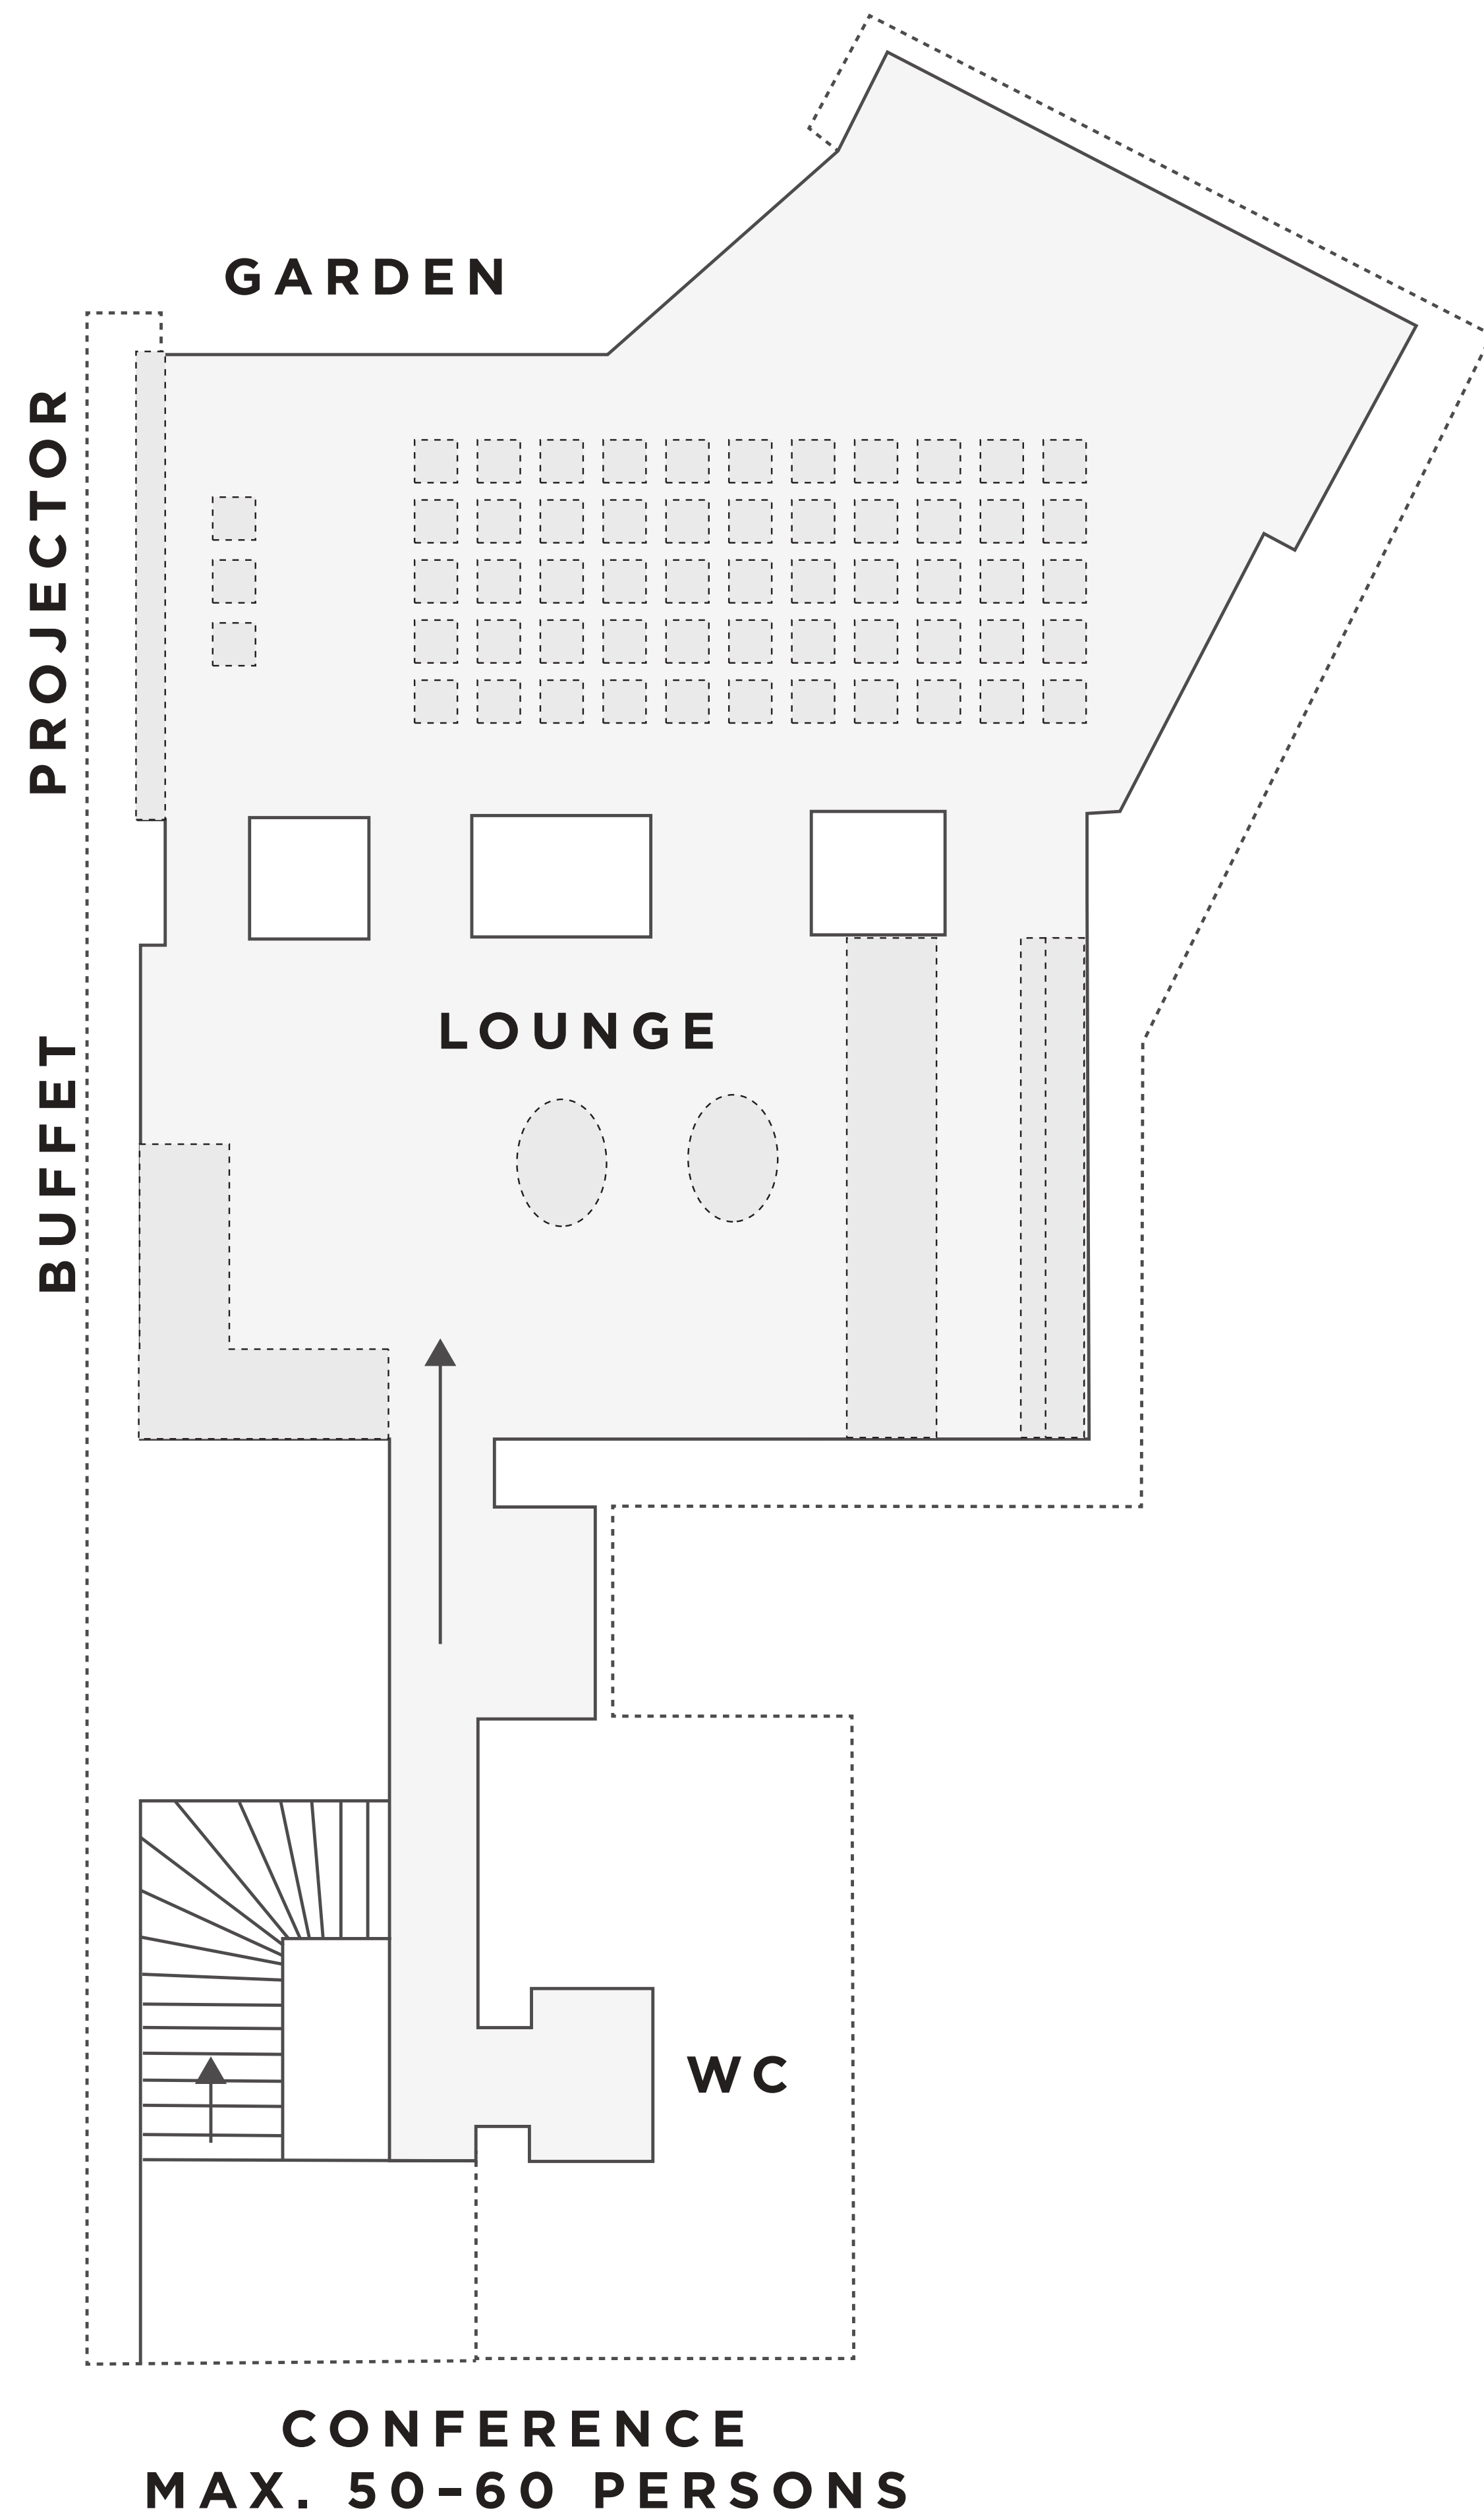 GARDEN
PROJECTOR
LOUNGE
BUFFET
WC
CONFERENCE
MAX. 50–60 PERSONS